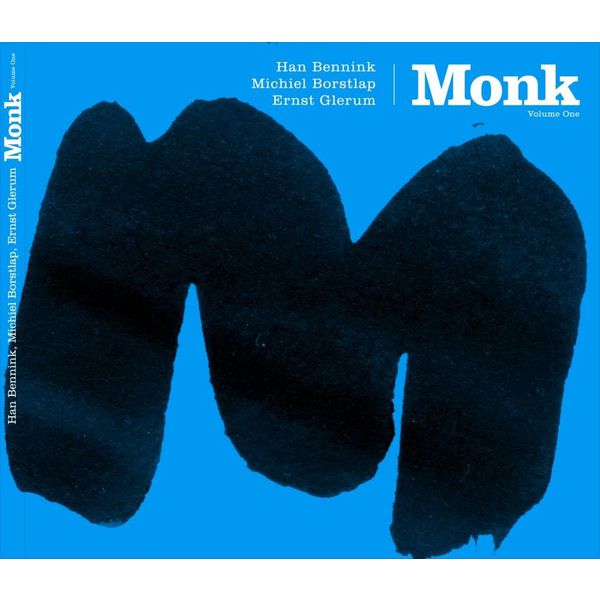 Han Bennink
Michiel Borstlap
Ernst Glerum
Monk
Volume One
Han Bennink, Michiel Borstlap, Ernst Glerum Monk Volume One